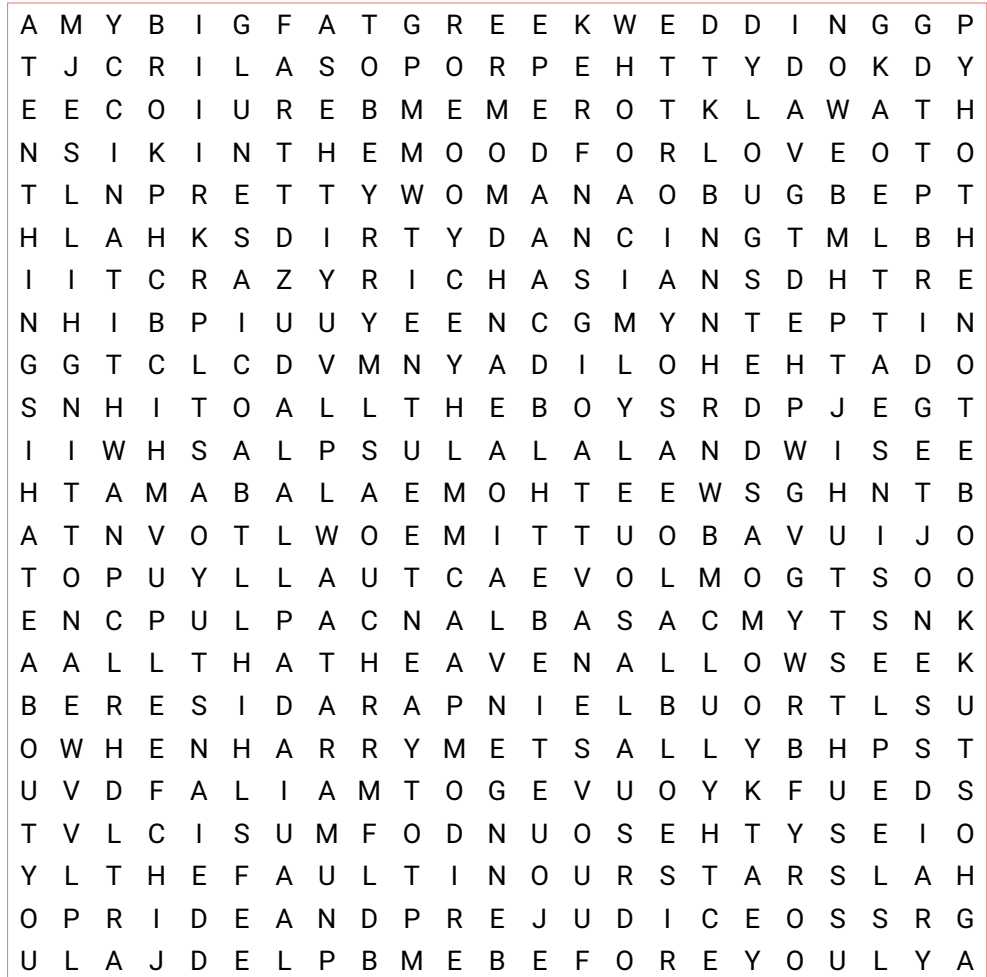 A M Y B I G F A T G R E E K W E D D I N G G P
T J C R I L A S O P O R P E H T T Y D O K D Y
E E C O I U R E B M E M E R O T K L A W A T H
N S I K I N T H E M O O D F O R L O V E O T O
T L N P R E T T Y W O M A N A O B U G B E P T
H L A H K S D I R T Y D A N C I N G T M L B H
I I T C R A Z Y R I C H A S I A N S D H T R E
N H I B P I U U Y E E N C G M Y N T E P T I N
G G T C L C D V M N Y A D I L O H E H T A D O
S N H I T O A L L T H E B O Y S R D P J E G T
I I W H S A L P S U L A L A L A N D W I S E E
H T A M A B A L A E M O H T E E W S G H N T B
A T N V O T L W O E M I T T U O B A V U I J O
T O P U Y L L A U T C A E V O L M O G T S O O
E N C P U L P A C N A L B A S A C M Y T S N K
A A L L T H A T H E A V E N A L L O W S E E K
B E R E S I D A R A P N I E L B U O R T L S U
O W H E N H A R R Y M E T S A L L Y B H P S T
U V D F A L I A M T O G E V U O Y K F U E D S
T V L C I S U M F O D N U O S E H T Y S E I O
Y L T H E F A U L T I N O U R S T A R S L A H
O P R I D E A N D P R E J U D I C E O S S R G
U L A J D E L P B M E B E F O R E Y O U L Y A